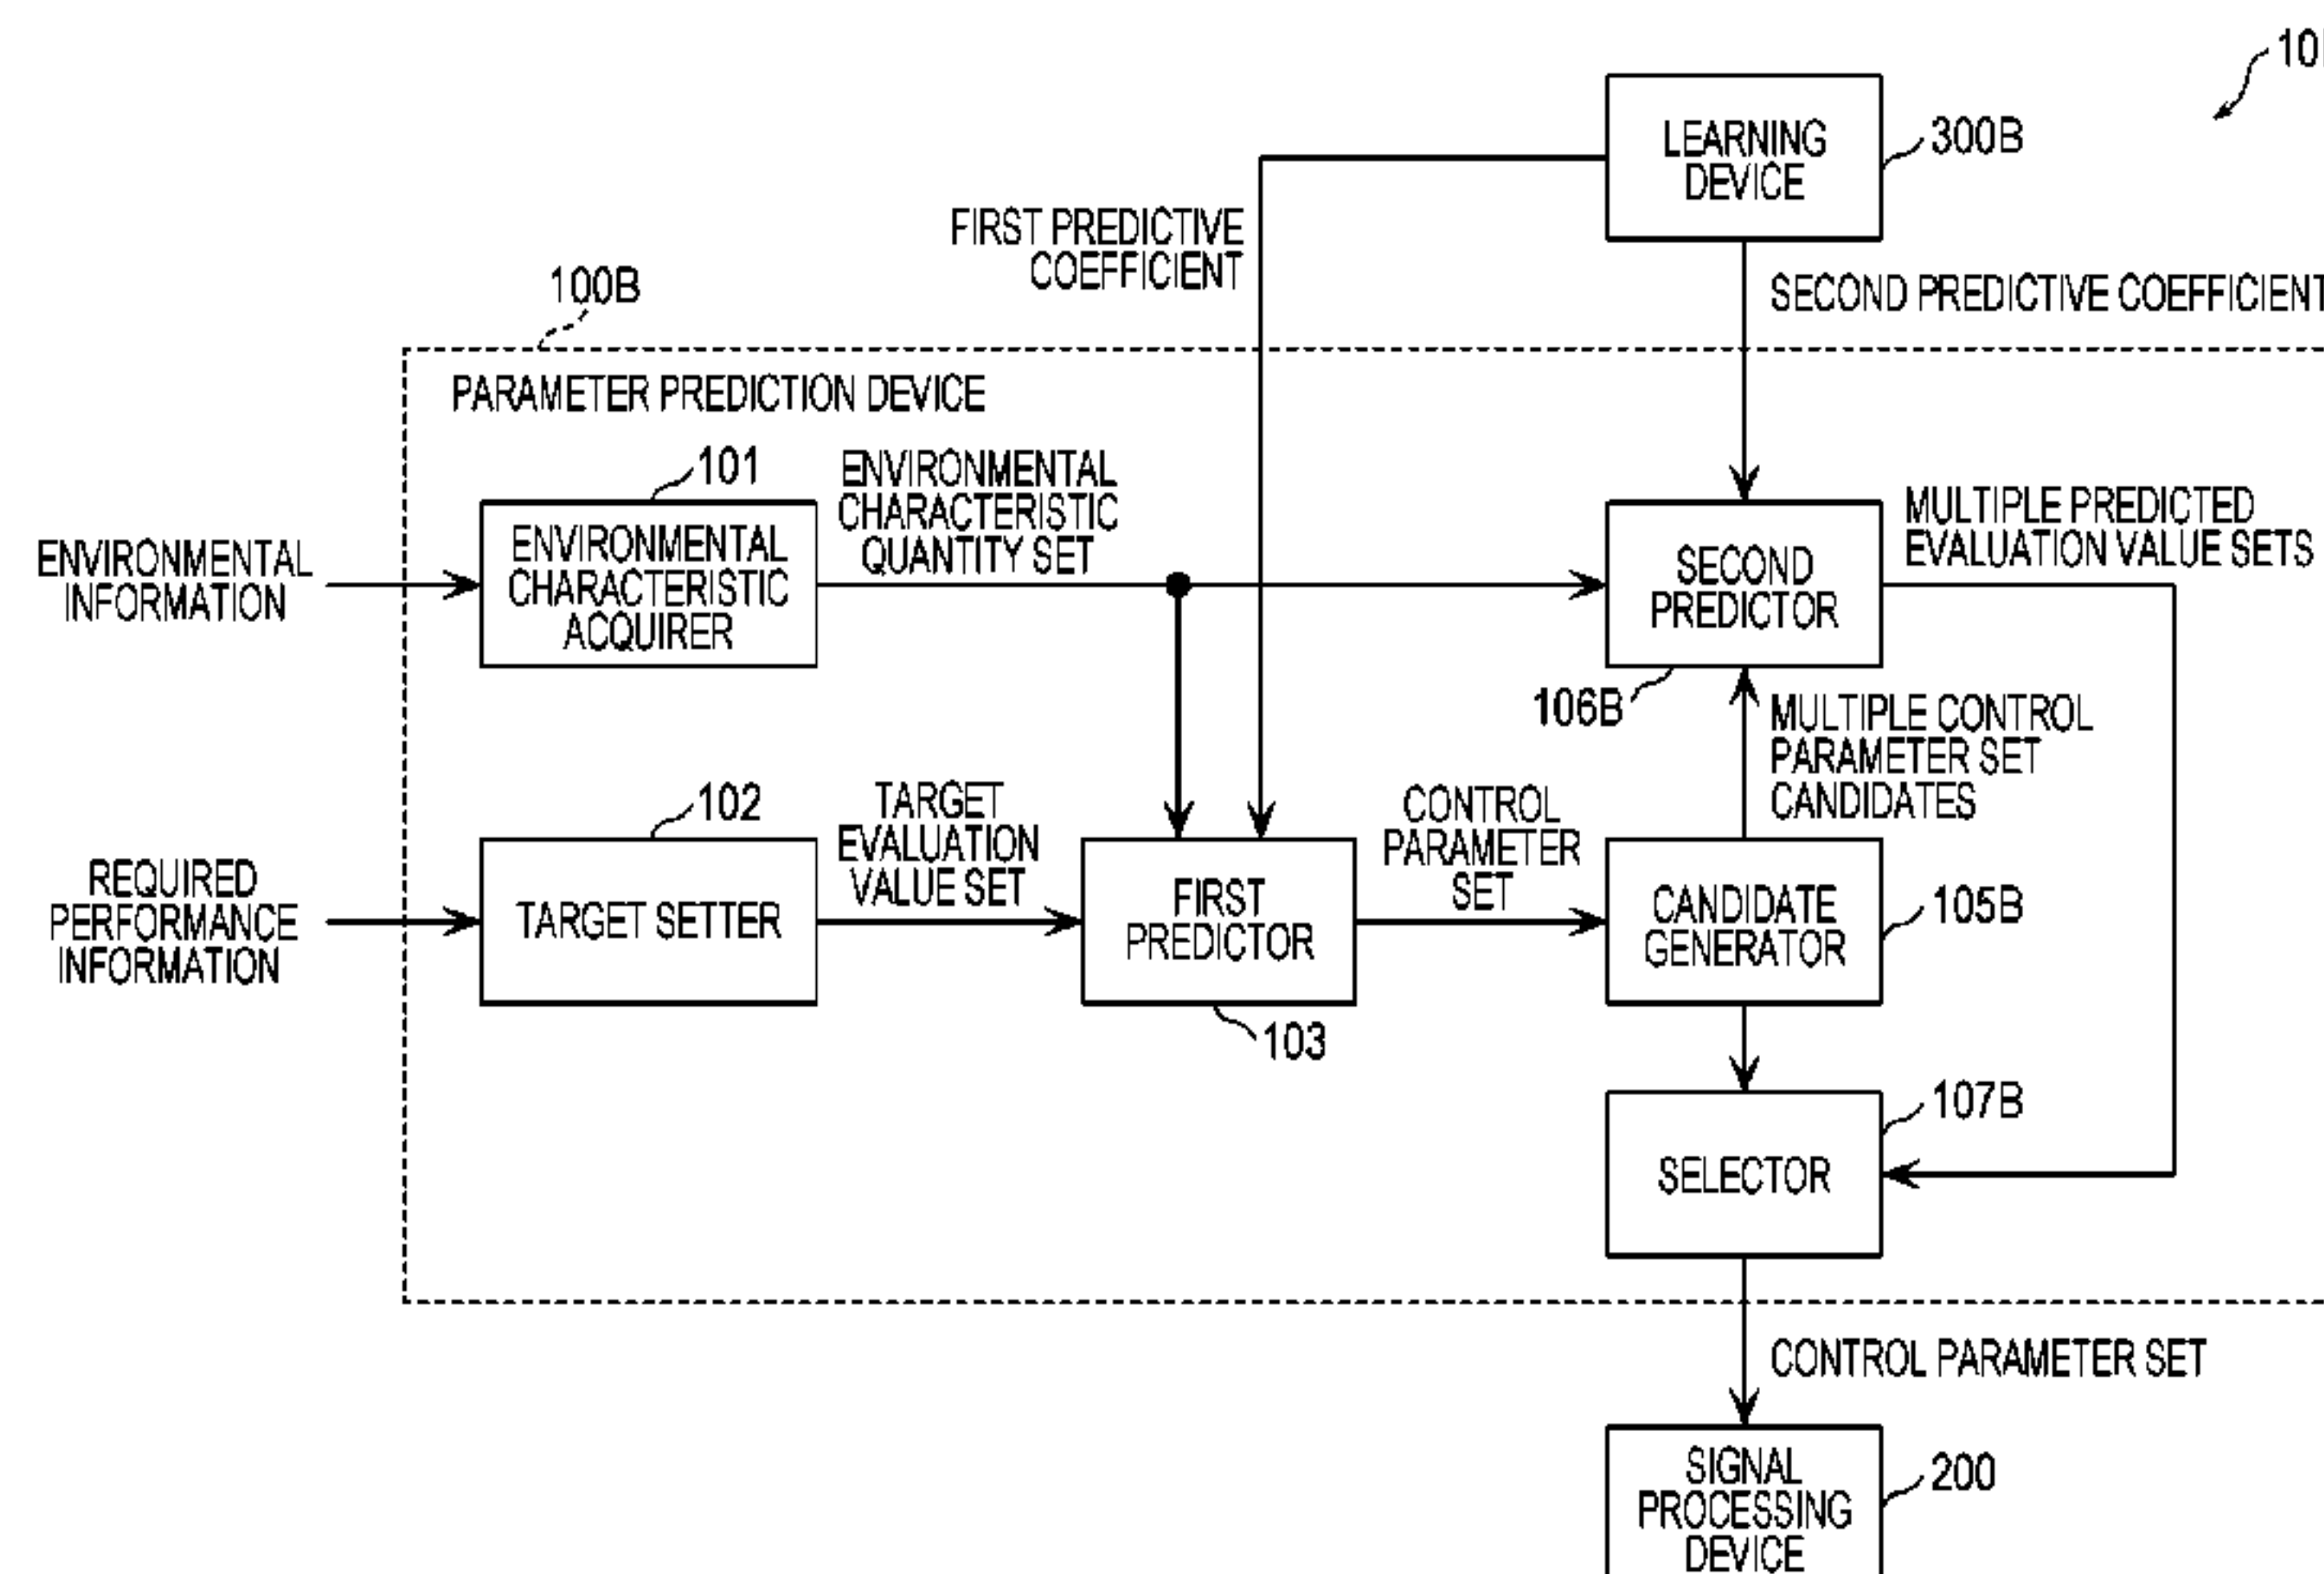 LEARNING
DEVICE
300B
FIRST PREDICTIVE
COEFFICIENT
SECOND PREDICTIVE COEFFICIENT
100B
PARAMETER PREDICTION DEVICE
101
ENVIRONMENTAL
CHARACTERISTIC
QUANTITY SET
ENVIRONMENTAL
INFORMATION
ENVIRONMENTAL
CHARACTERISTIC
ACQUIRER
SECOND
PREDICTOR
MULTIPLE PREDICTED
EVALUATION VALUE SETS
106B
MULTIPLE CONTROL
PARAMETER SET
CANDIDATES
102
TARGET
EVALUATION
VALUE SET
CONTROL
PARAMETER
SET
REQUIRED
PERFORMANCE
INFORMATION
TARGET SETTER
FIRST
PREDICTOR
CANDIDATE
GENERATOR
105B
103
107B
SELECTOR
CONTROL PARAMETER SET
SIGNAL
PROCESSING
DEVICE
200